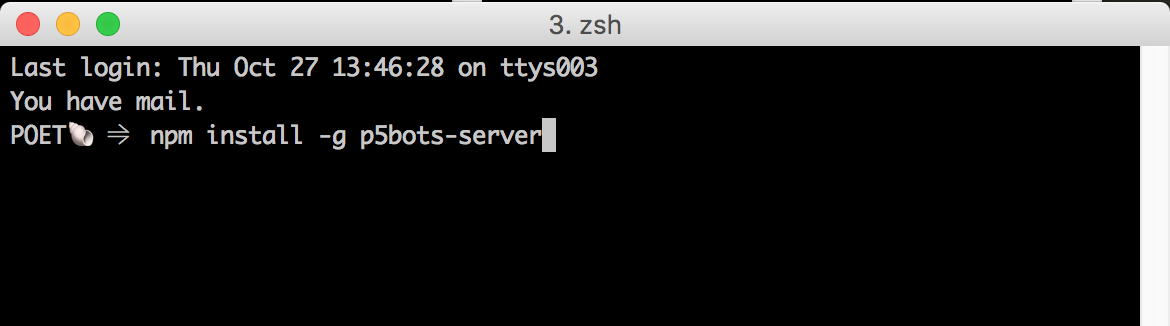 3. zsh
Last login: Thu Oct 27 13:46:28 on ttys003
You have mail.
POET🐚 ⇒ npm install -g p5bots-server